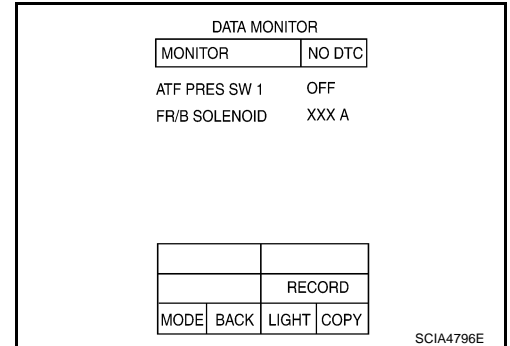 DATA MONITOR
MONITOR NO DTC
ATF PRES SW 1 OFF
FR/B SOLENOID XXX A
RECORD
MODE BACK LIGHT COPY
SCIA4796E